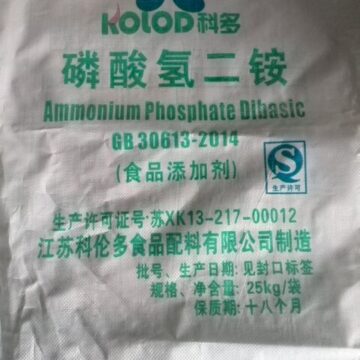 KOLOD科多
磷酸氢二铵
Ammonium Phosphate Dibasic
GB 30613-2014
(食品添加剂)
生产许可
生产许可证号:苏XK13-217-00012
江苏科伦多食品配料有限公司制造
批号、生产日期:见封口标签
规格、净含量:25kg/袋
保质期:十八个月